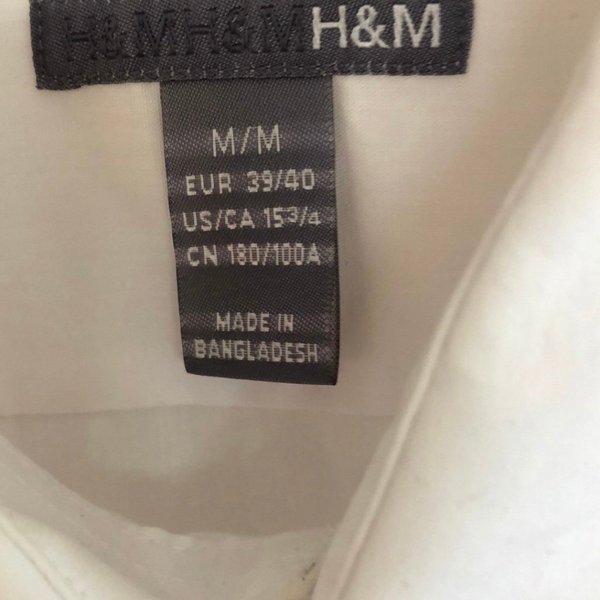 H&MH&MH&M
M/M
EUR 39/40
US/CA 15¾
CN 180/100A
MADE IN
BANGLADESH